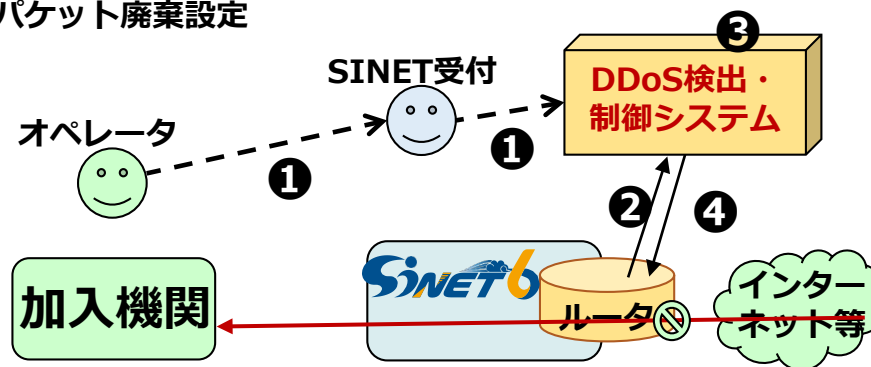 パケット廃棄設定
❸
SINET受付
DDoS検出・
制御システム
オペレータ
❶
❶
❷
❹
SINET6
インター
ネット等
加入機関
ルータ